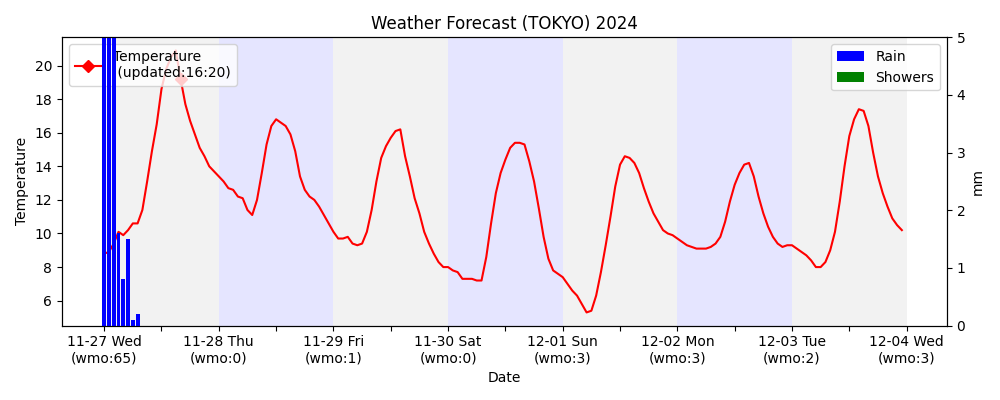 Weather Forecast (TOKYO) 2024
Temperature
(updated:16:20)
Rain
Showers
Temperature
20
18
16
14
12
10
8
6
5
4
3
2
1
0
mm
11-27 Wed
(wmo:65)
11-28 Thu
(wmo:0)
11-29 Fri
(wmo:1)
11-30 Sat
(wmo:0)
12-01 Sun
(wmo:3)
12-02 Mon
(wmo:3)
12-03 Tue
(wmo:2)
12-04 Wed
(wmo:3)
Date